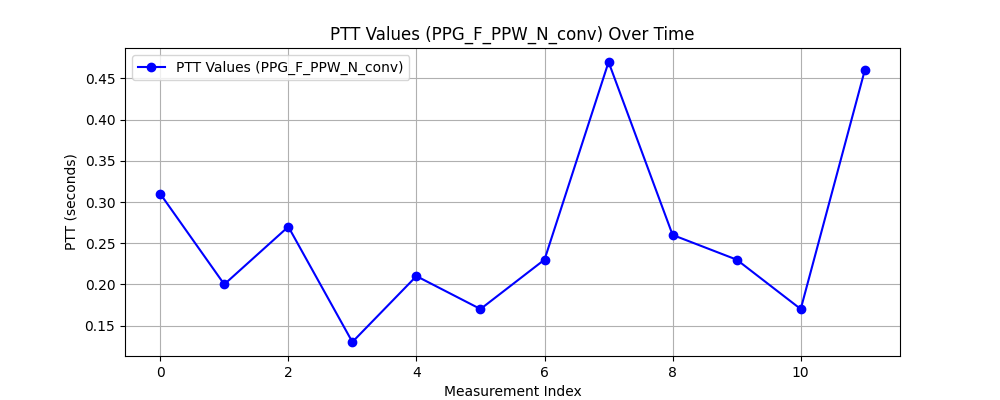 PTT Values (PPG_F_PPW_N_conv) Over Time
PTT Values (PPG_F_PPW_N_conv)
0.45
0.40
0.35
0.30
0.25
0.20
0.15
PTT (seconds)
0 2 4 6 8 10
Measurement Index